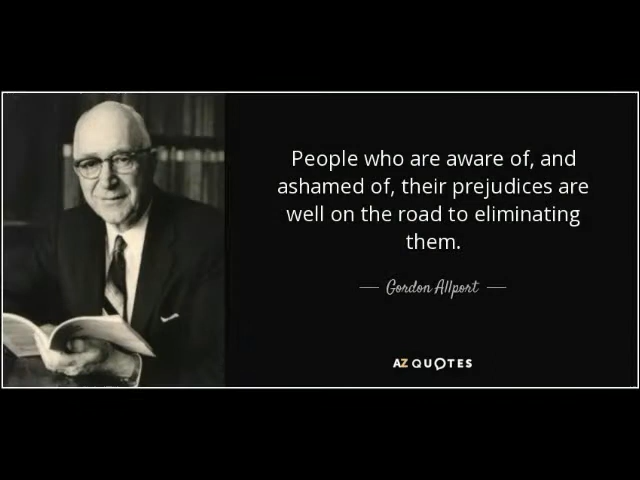 People who are aware of, and
ashamed of, their prejudices are
well on the road to eliminating
them.
Gordon Allport
AZ QUOTES